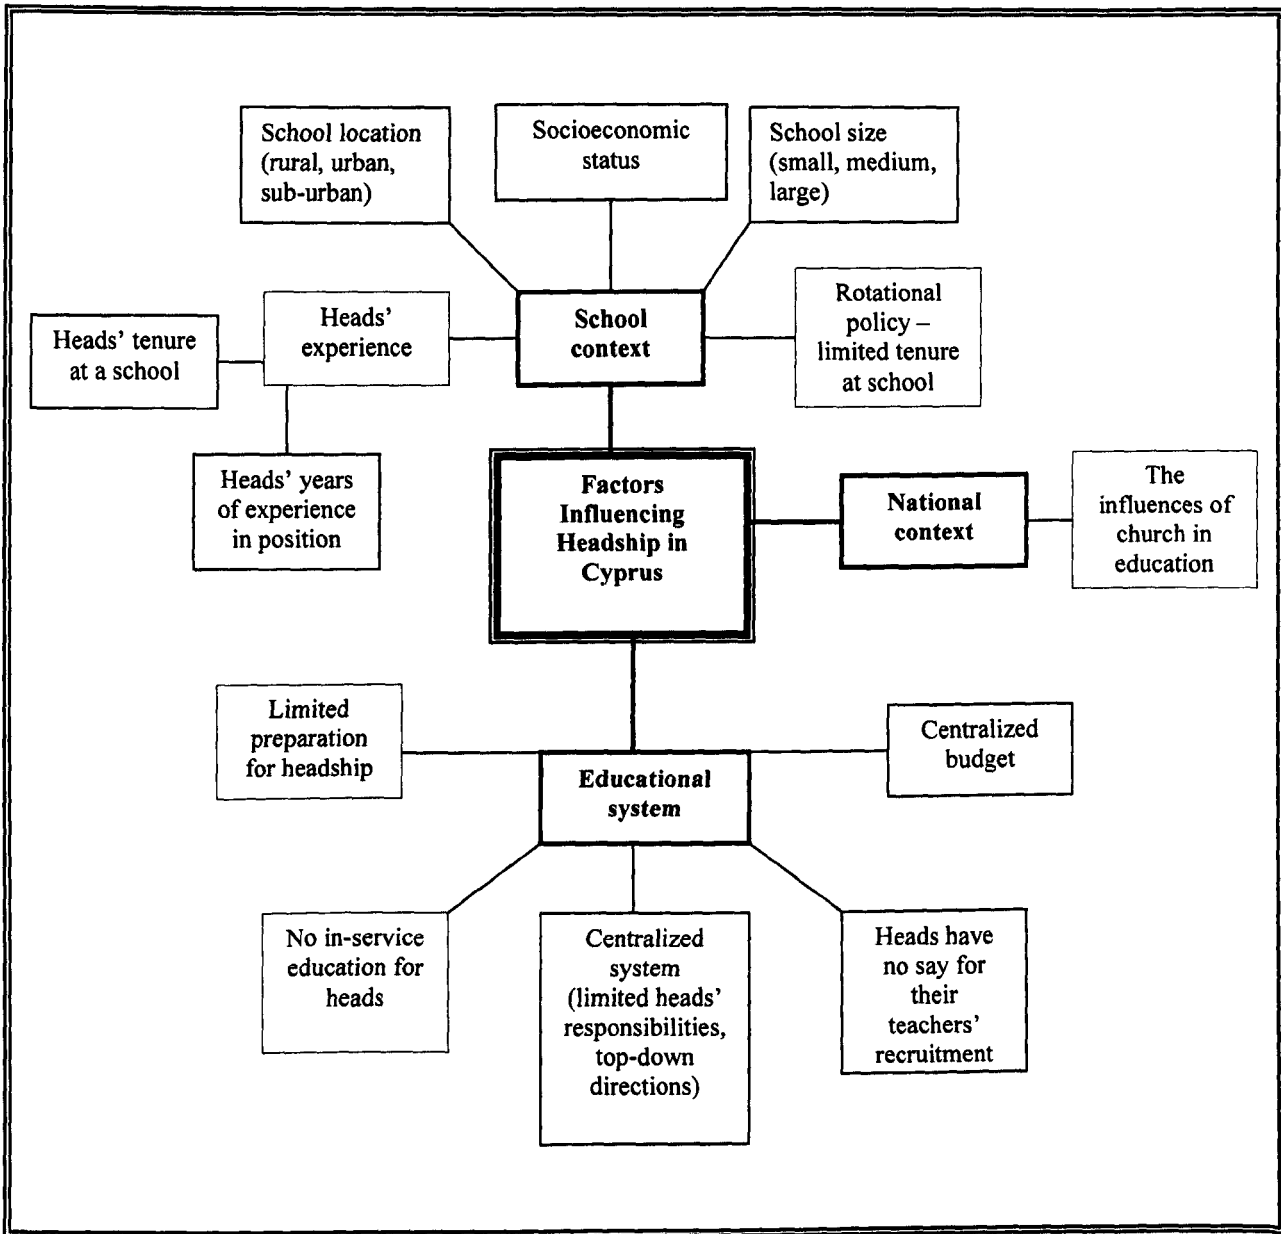 School location
(rural, urban,
sub-urban)
Socioeconomic
status
School size
(small, medium,
large)
Heads' tenure
at a school
Heads'
experience
School
context
Rotational
policy –
limited tenure
at school
Heads' years
of experience
in position
Factors
Influencing
Headship in
Cyprus
National
context
The
influences of
church in
education
Limited
preparation
for headship
Educational
system
Centralized
budget
No in-service
education for
heads
Centralized
system
(limited heads'
responsibilities,
top-down
directions)
Heads have
no say for
their
teachers'
recruitment